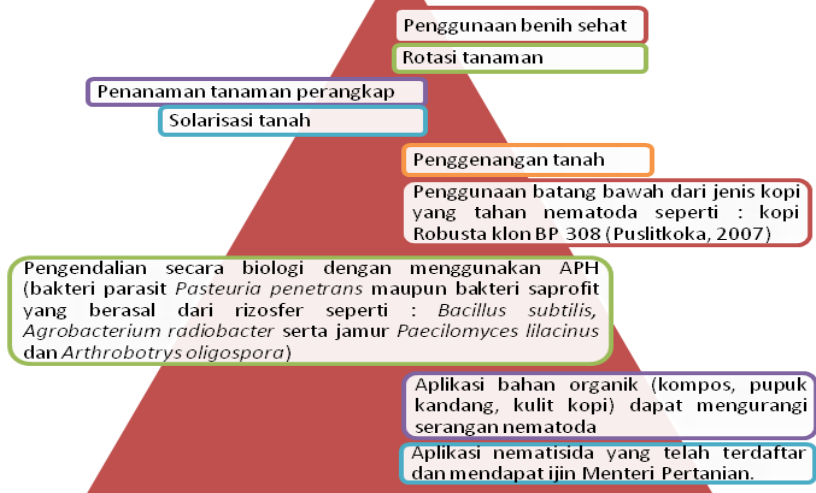 Penggunaan benih sehat
Rotasi tanaman
Penanaman tanaman perangkap
Solarisasi tanah
Penggenangan tanah
Penggunaan batang bawah dari jenis kopi
yang tahan nematoda seperti : kopi
Robusta klon BP 308 (Puslitkoka, 2007)
Pengendalian secara biologi dengan menggunakan APH
(bakteri parasit Pasteuria penetrans maupun bakteri saprofit
yang berasal dari rizosfer seperti : Bacillus subtilis,
Agrobacterium radiobacter serta jamur Paecilomyces lilacinus
dan Arthrobotrys oligospora)
Aplikasi bahan organik (kompos, pupuk
kandang, kulit kopi) dapat mengurangi
serangan nematoda
Aplikasi nematisida yang telah terdaftar
dan mendapat ijin Menteri Pertanian.